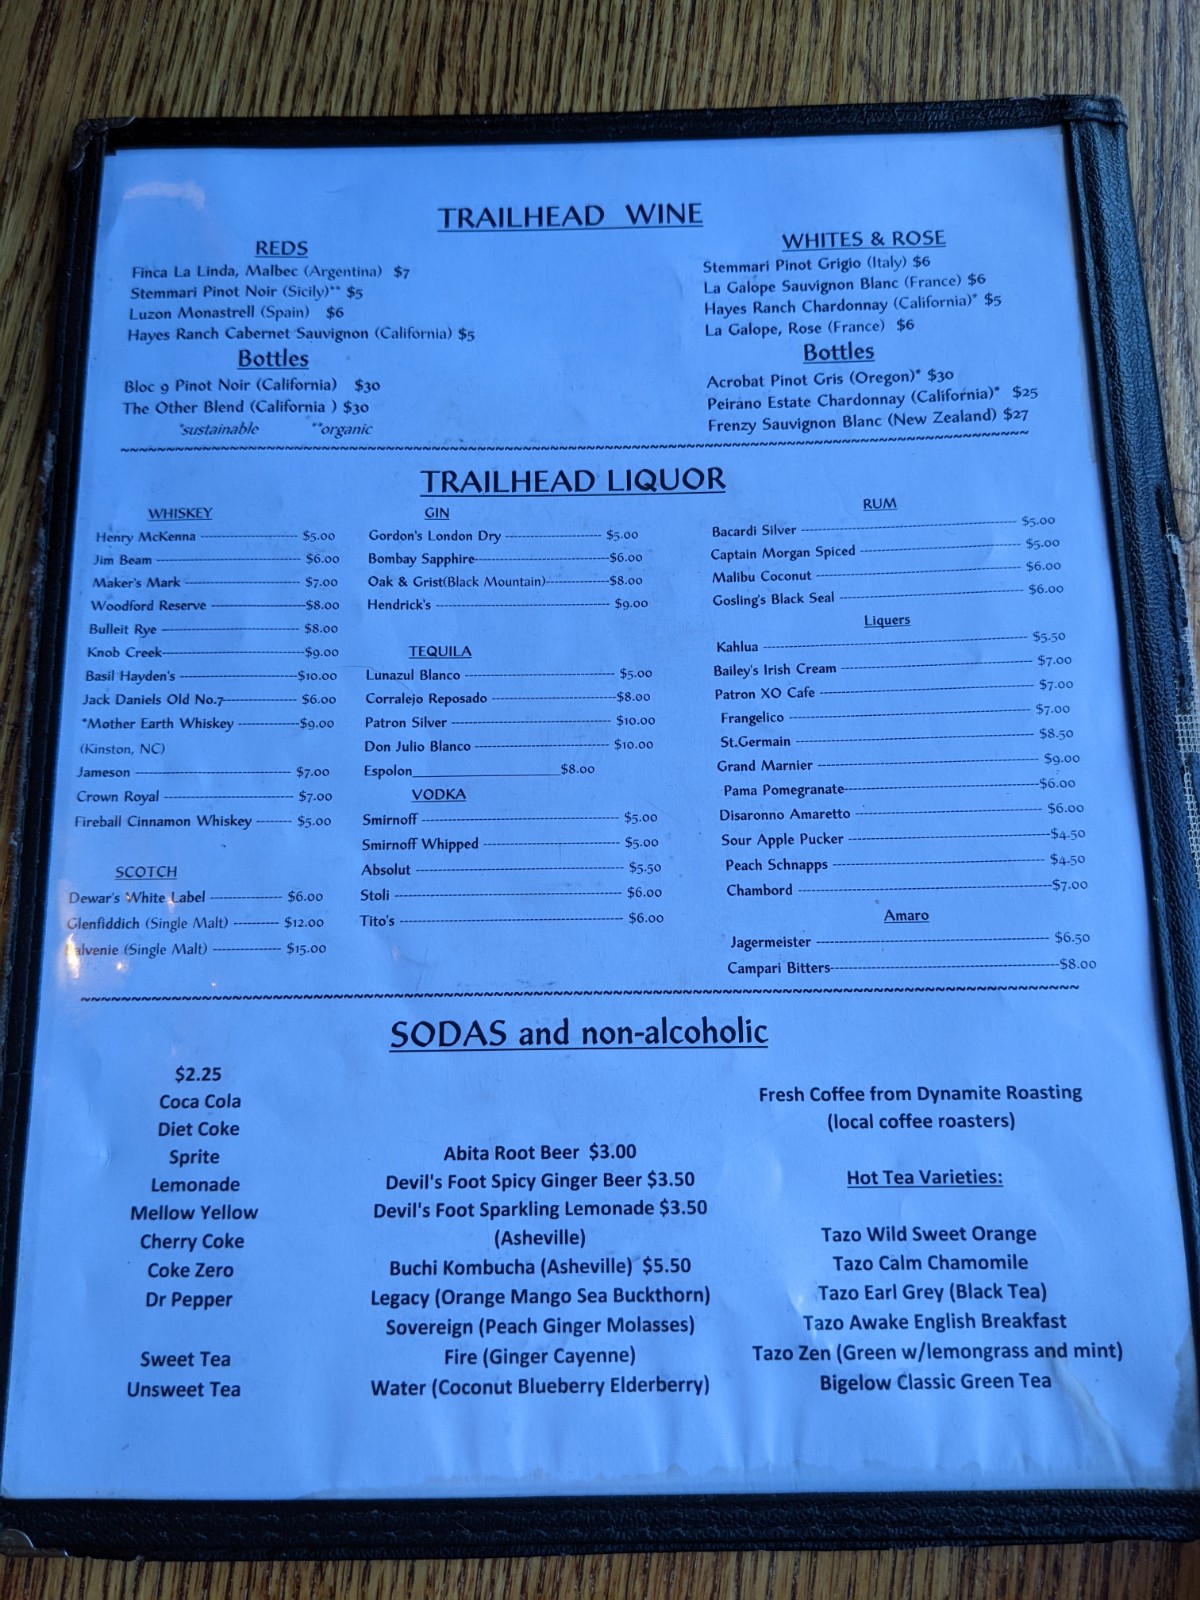 TRAILHEAD WINE
REDS
Finca La Linda, Malbec (Argentina) $7
Stemmari Pinot Noir (Sicily)** $5
Luzon Monastrell (Spain) $6
Hayes Ranch Cabernet Sauvignon (California) $5
Bottles
Bloc 9 Pinot Noir (California) $30
The Other Blend (California ) $30
*sustainable **organic
WHITES & ROSE
Stemmari Pinot Grigio (Italy) $6
La Galope Sauvignon Blanc (France) $6
Hayes Ranch Chardonnay (California)* $5
La Galope, Rose (France) $6
Bottles
Acrobat Pinot Gris (Oregon)* $30
Peirano Estate Chardonnay (California)* $25
Frenzy Sauvignon Blanc (New Zealand) $27
TRAILHEAD LIQUOR
WHISKEY
Henry McKenna $5.00
Jim Beam $6.00
Maker's Mark $7.00
Woodford Reserve $8.00
Bulleit Rye $8.00
Knob Creek $9.00
Basil Hayden's $10.00
Jack Daniels Old No.7 $6.00
*Mother Earth Whiskey $9.00
(Kinston, NC)
Jameson $7.00
Crown Royal $7.00
Fireball Cinnamon Whiskey $5.00
SCOTCH
Dewar's White Label $6.00
Glenfiddich (Single Malt) $12.00
(Single Malt) $15.00
GIN
Gordon's London Dry $5.00
Bombay Sapphire $6.00
Oak & Grist(Black Mountain) $8.00
Hendrick's $9.00
TEQUILA
Lunazul Blanco $5.00
Corralejo Reposado $8.00
Patron Silver $10.00
Don Julio Blanco $10.00
Espolon $8.00
VODKA
Smirnoff $5.00
Smirnoff Whipped $5.00
Absolut $5.50
Stoli $6.00
Tito's $6.00
RUM
Bacardi Silver $5.00
Captain Morgan Spiced $5.00
Malibu Coconut $6.00
Gosling's Black Seal $6.00
Liquers
Kahlua $5.50
Bailey's Irish Cream $7.00
Patron XO Cafe $7.00
Frangelico $7.00
St.Germain $8.50
Grand Marnier $9.00
Pama Pomegranate $6.00
Disaronno Amaretto $6.00
Sour Apple Pucker $4.50
Peach Schnapps $4.50
Chambord $7.00
Amaro
Jagermeister $6.50
Campari Bitters $8.00
SODAS and non-alcoholic
$2.25
Coca Cola
Diet Coke
Sprite
Lemonade
Mellow Yellow
Cherry Coke
Coke Zero
Dr Pepper
Sweet Tea
Unsweet Tea
Abita Root Beer $3.00
Devil's Foot Spicy Ginger Beer $3.50
Devil's Foot Sparkling Lemonade $3.50
(Asheville)
Buchi Kombucha (Asheville) $5.50
Legacy (Orange Mango Sea Buckthorn)
Sovereign (Peach Ginger Molasses)
Fire (Ginger Cayenne)
Water (Coconut Blueberry Elderberry)
Fresh Coffee from Dynamite Roasting
(local coffee roasters)
Hot Tea Varieties:
Tazo Wild Sweet Orange
Tazo Calm Chamomile
Tazo Earl Grey (Black Tea)
Tazo Awake English Breakfast
Tazo Zen (Green w/lemongrass and mint)
Bigelow Classic Green Tea